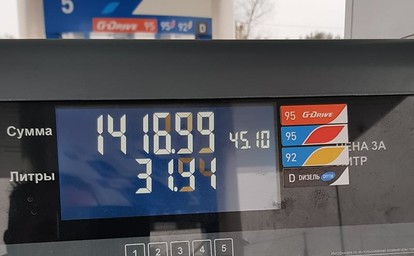 5 G-DRIVE 95 95 92 D
Сумма 1418.99 45.10
Литры 31.91
95 G-DRIVE
95
92
D ДИЗЕЛЬ
ЦЕНА ЗА
ЛИТР
1 2 3 4 5